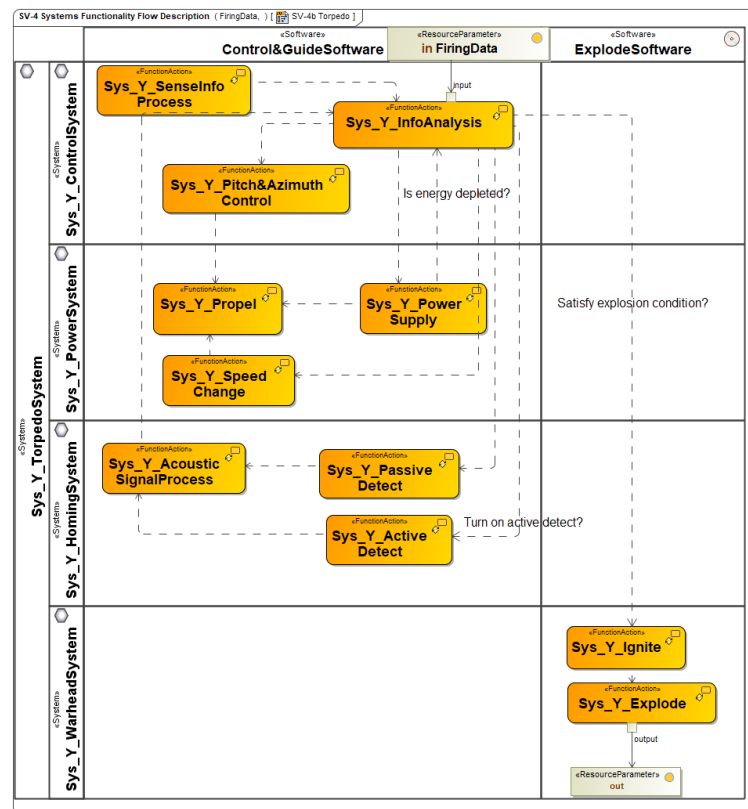 SV-4 Systems Functionality Flow Description ( FiringData, ) [ SV-4b Torpedo ]
«Software»
Control&GuideSoftware
«ResourceParameter»
in FiringData
«Software»
ExplodeSoftware
input
«System»
Sys_Y_TorpedoSystem
«System»
Sys_Y_ControlSystem
«FunctionAction»
Sys_Y_SenseInfo
Process
«FunctionAction»
Sys_Y_InfoAnalysis
«FunctionAction»
Sys_Y_Pitch&Azimuth
Control
Is energy depleted?
«System»
Sys_Y_PowerSystem
«FunctionAction»
Sys_Y_Propel
«FunctionAction»
Sys_Y_Power
Supply
Satisfy explosion condition?
«FunctionAction»
Sys_Y_Speed
Change
«System»
Sys_Y_HomingSystem
«FunctionAction»
Sys_Y_Acoustic
SignalProcess
«FunctionAction»
Sys_Y_Passive
Detect
Turn on active detect?
«FunctionAction»
Sys_Y_Active
Detect
«System»
Sys_Y_WarheadSystem
«FunctionAction»
Sys_Y_Ignite
«FunctionAction»
Sys_Y_Explode
output
«ResourceParameter»
out